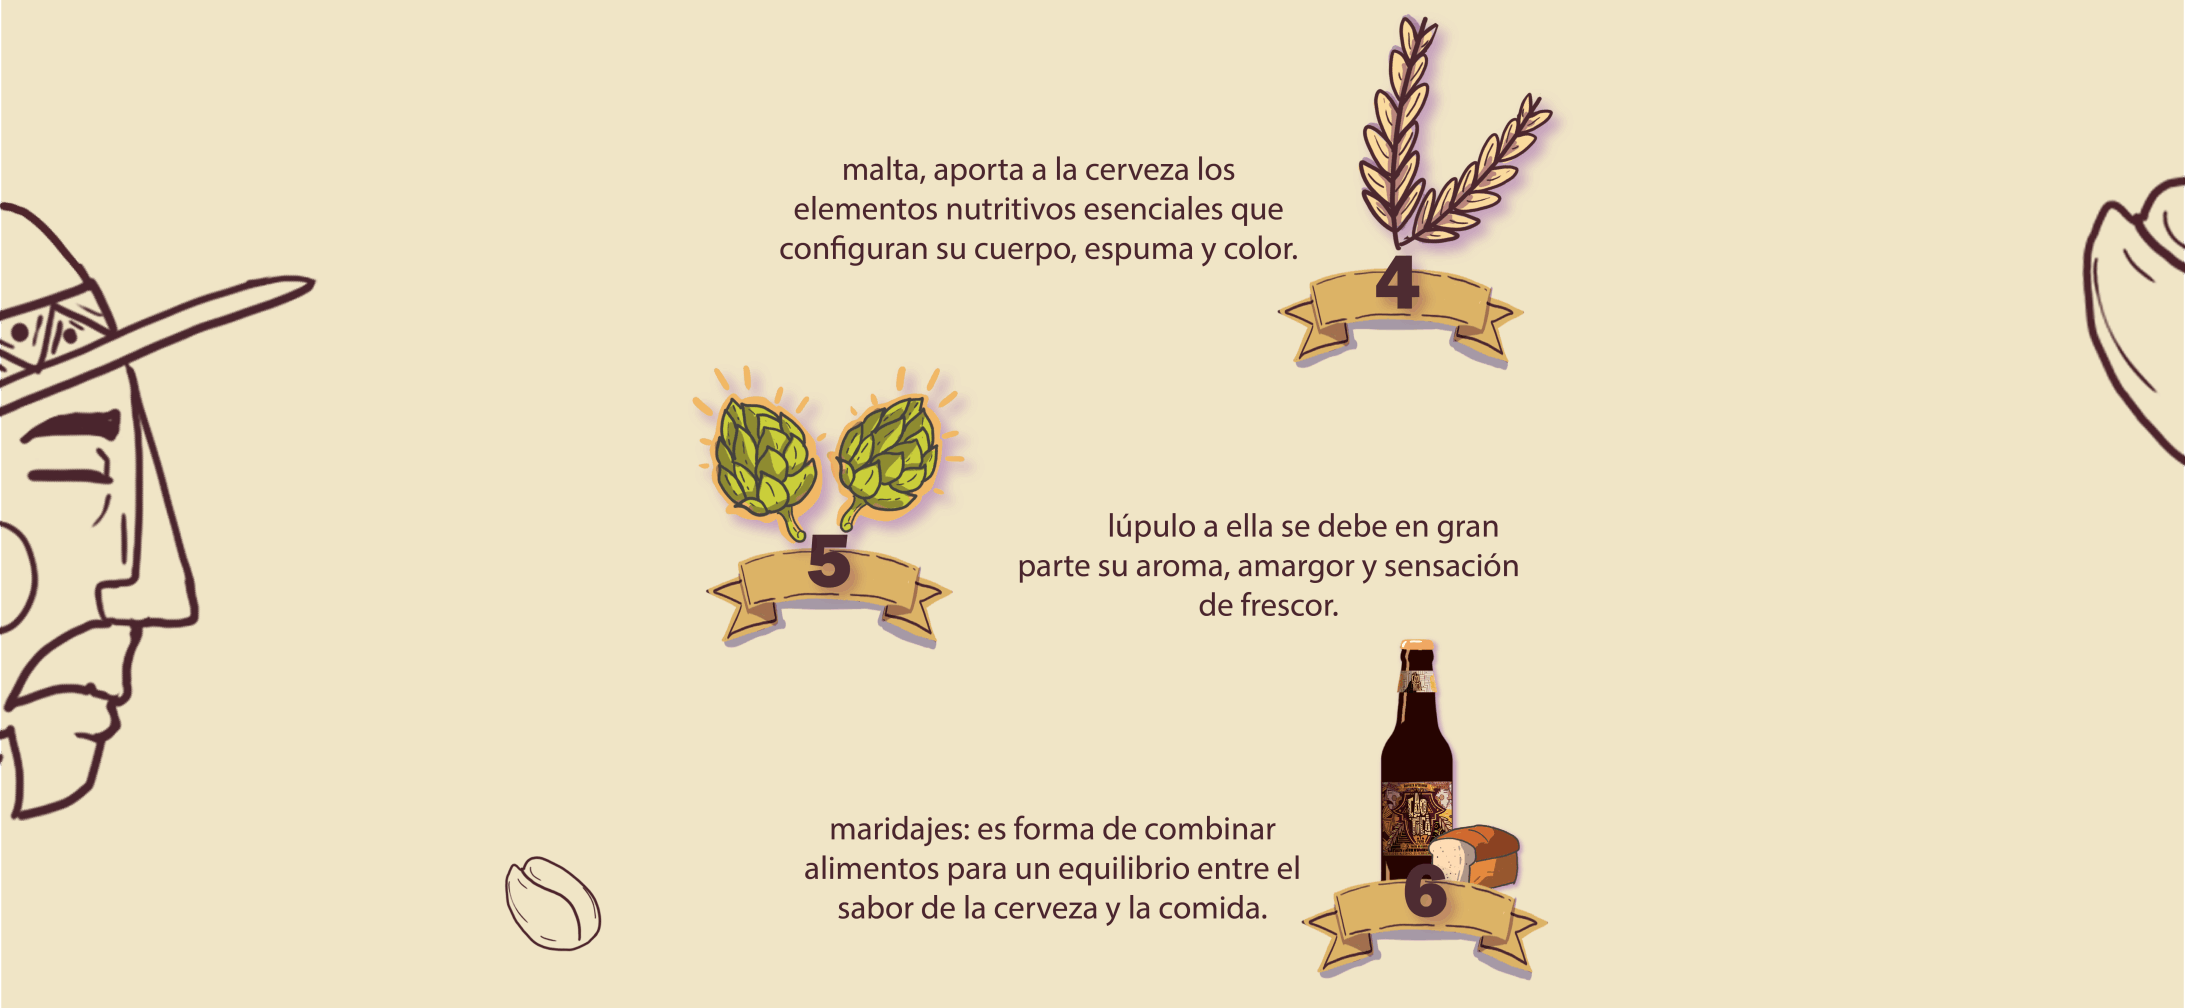 malta, aporta a la cerveza los
elementos nutritivos esenciales que
configuran su cuerpo, espuma y color.
4
5
lúpulo a ella se debe en gran
parte su aroma, amargor y sensación
de frescor.
maridajes: es forma de combinar
alimentos para un equilibrio entre el
sabor de la cerveza y la comida.
6